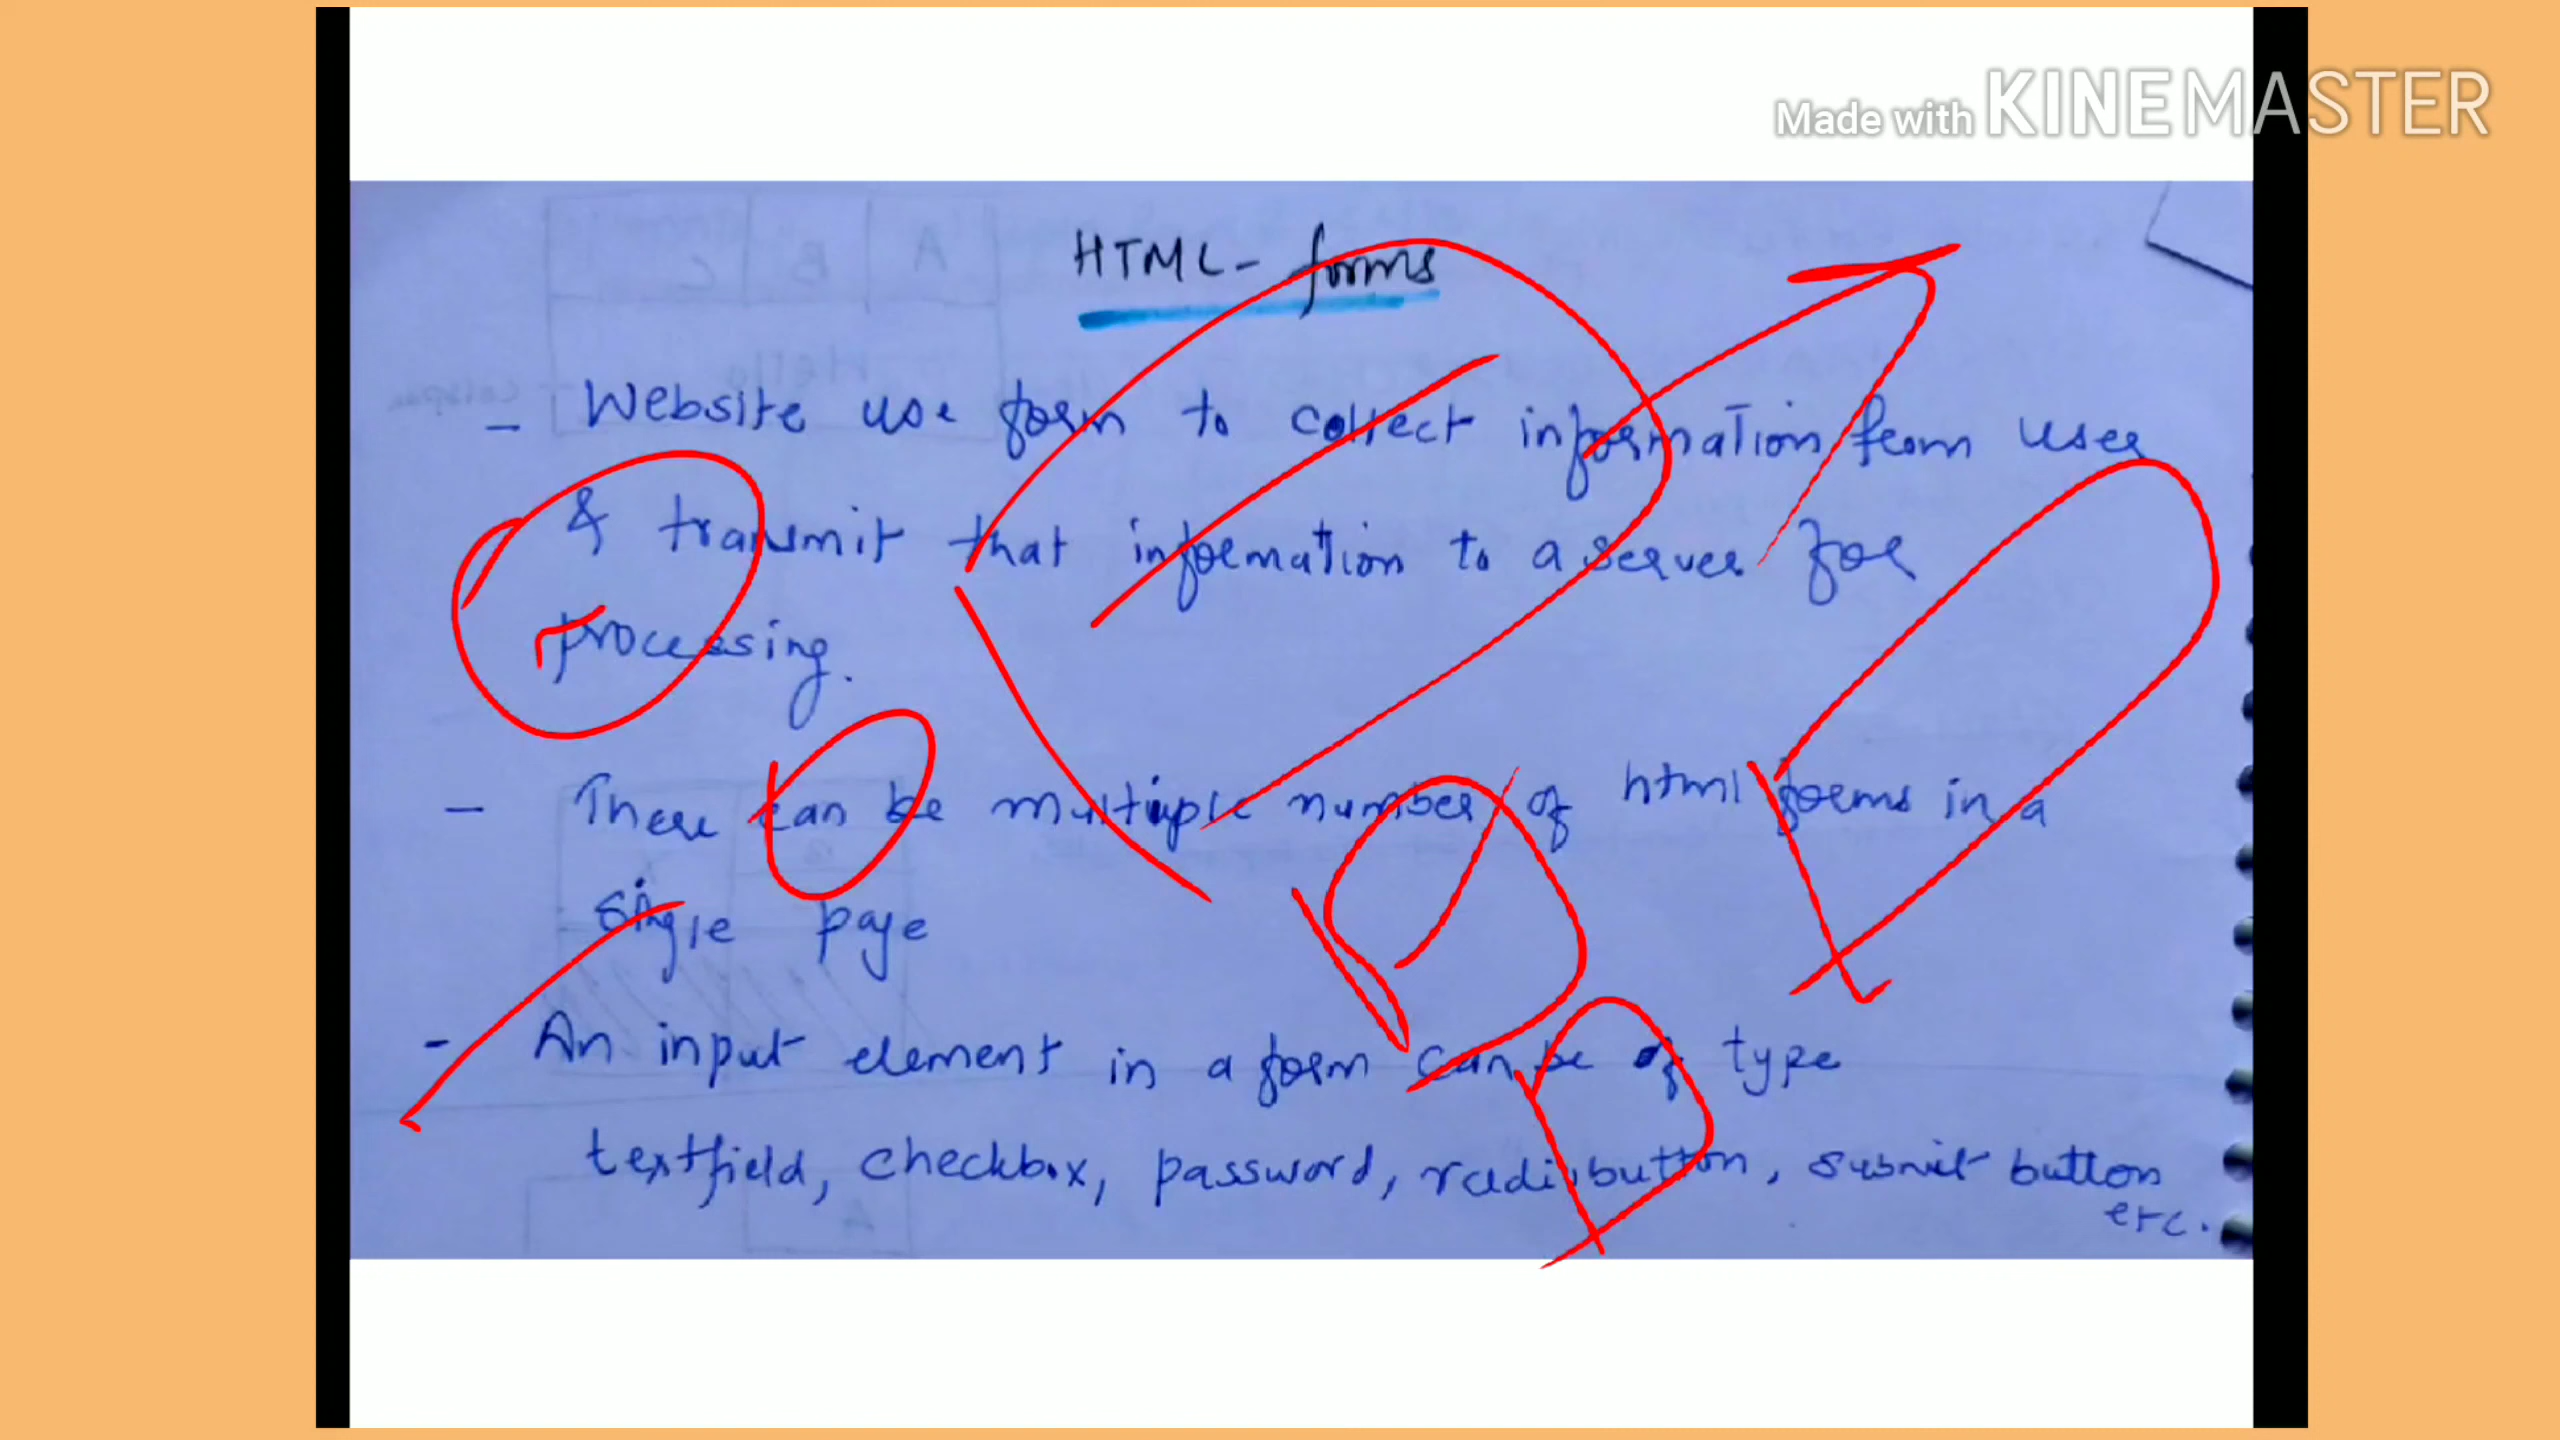 Made with KINEMASTER
HTML- forms
- Website use form to collect information from user
& transmit that information to a server for
processing.
- There can be multiple number of html forms in a
single page
- An input element in a form can be of type
textfield, checkbox, password, radiobutton, submit button
etc.